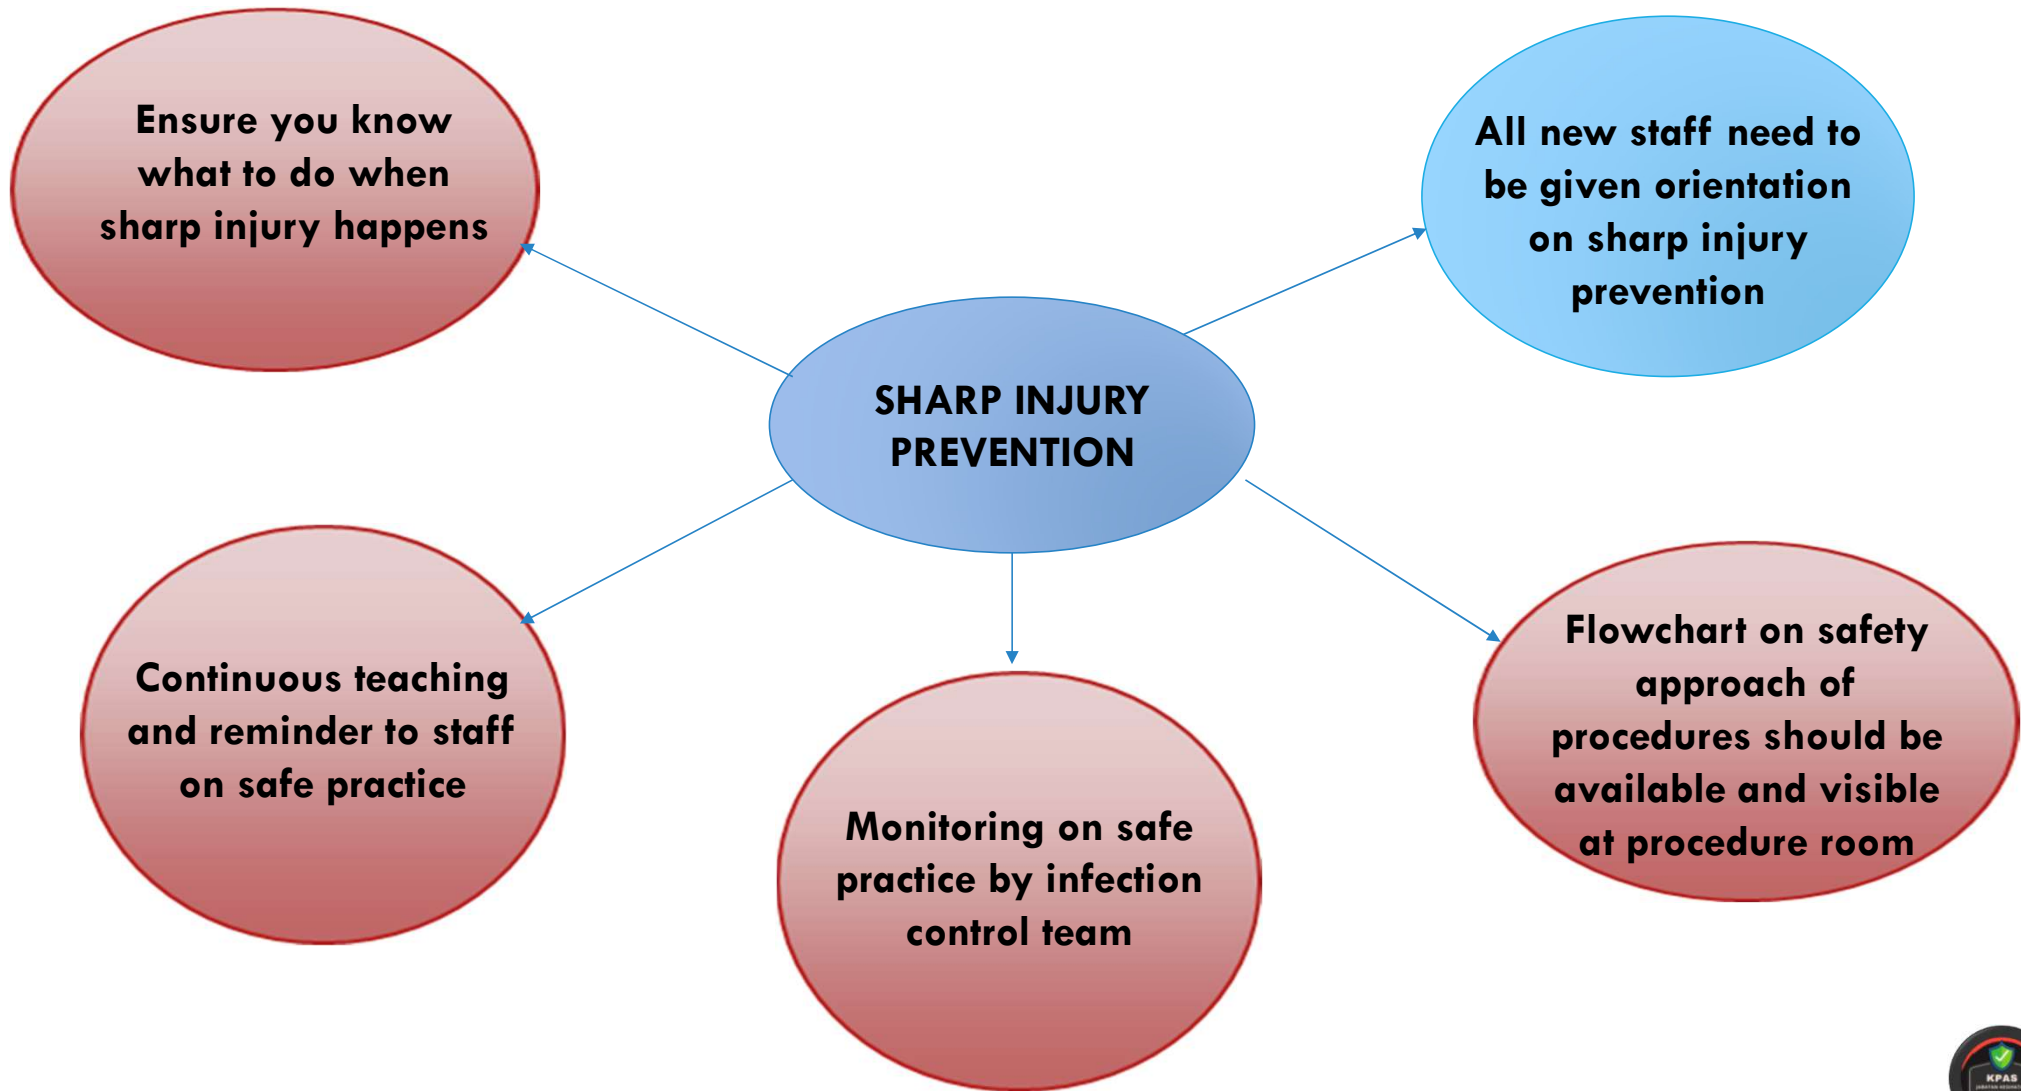 Ensure you know
what to do when
sharp injury happens
All new staff need to
be given orientation
on sharp injury
prevention
SHARP INJURY
PREVENTION
Continuous teaching
and reminder to staff
on safe practice
Monitoring on safe
practice by infection
control team
Flowchart on safety
approach of
procedures should be
available and visible
at procedure room
KPAS